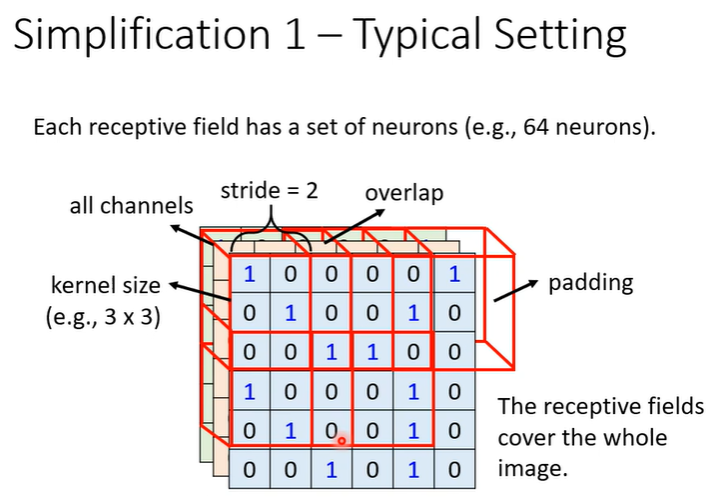 Simplification 1 – Typical Setting
Each receptive field has a set of neurons (e.g., 64 neurons).
stride = 2
overlap
all channels
kernel size
(e.g., 3 x 3)
padding
1 0 0 0 0 1
0 1 0 0 1 0
0 0 1 1 0 0
1 0 0 0 1 0
0 1 0 0 1 0
0 0 1 0 1 0
The receptive fields
cover the whole
image.